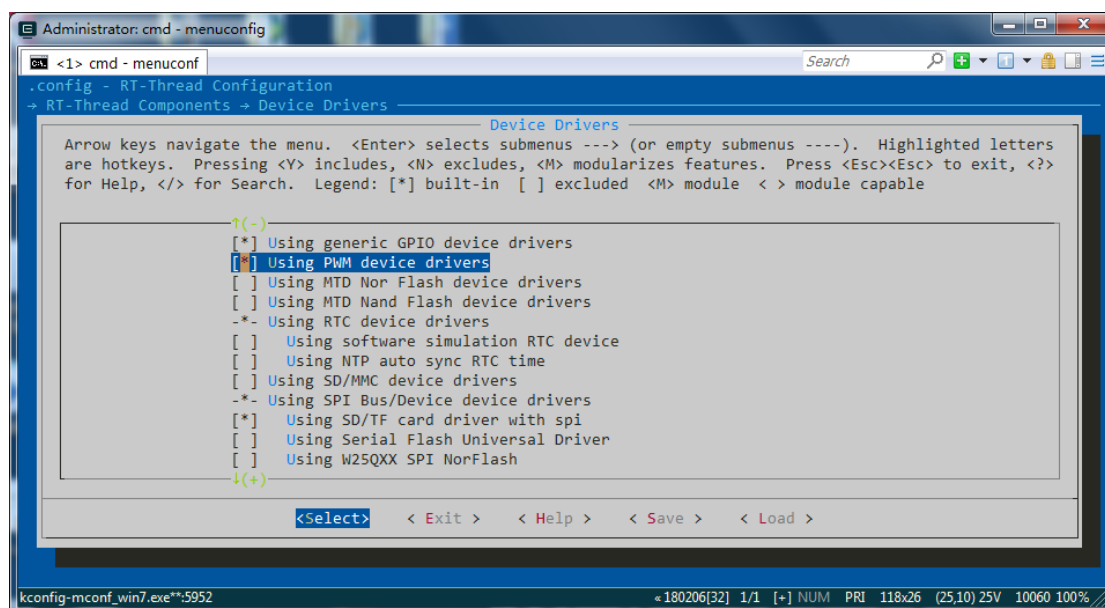 Administrator: cmd - menuconfig
<1> cmd - menuconf
Search
.config - RT-Thread Configuration
→ RT-Thread Components → Device Drivers
Device Drivers
Arrow keys navigate the menu. <Enter> selects submenus ---> (or empty submenus ----). Highlighted letters
are hotkeys. Pressing <Y> includes, <N> excludes, <M> modularizes features. Press <Esc><Esc> to exit, <?>
for Help, </> for Search. Legend: [*] built-in [ ] excluded <M> module < > module capable
↑(-)
[*] Using generic GPIO device drivers
[*] Using PWM device drivers
[ ] Using MTD Nor Flash device drivers
[ ] Using MTD Nand Flash device drivers
-*- Using RTC device drivers
[ ] Using software simulation RTC device
[ ] Using NTP auto sync RTC time
[ ] Using SD/MMC device drivers
-*- Using SPI Bus/Device device drivers
[*] Using SD/TF card driver with spi
[ ] Using Serial Flash Universal Driver
[ ] Using W25QXX SPI NorFlash
↓(+)
<Select> < Exit > < Help > < Save > < Load >
kconfig-mconf_win7.exe**:5952 «180206[32] 1/1 [+] NUM PRI 118x26 (25,10) 25V 10060 100%